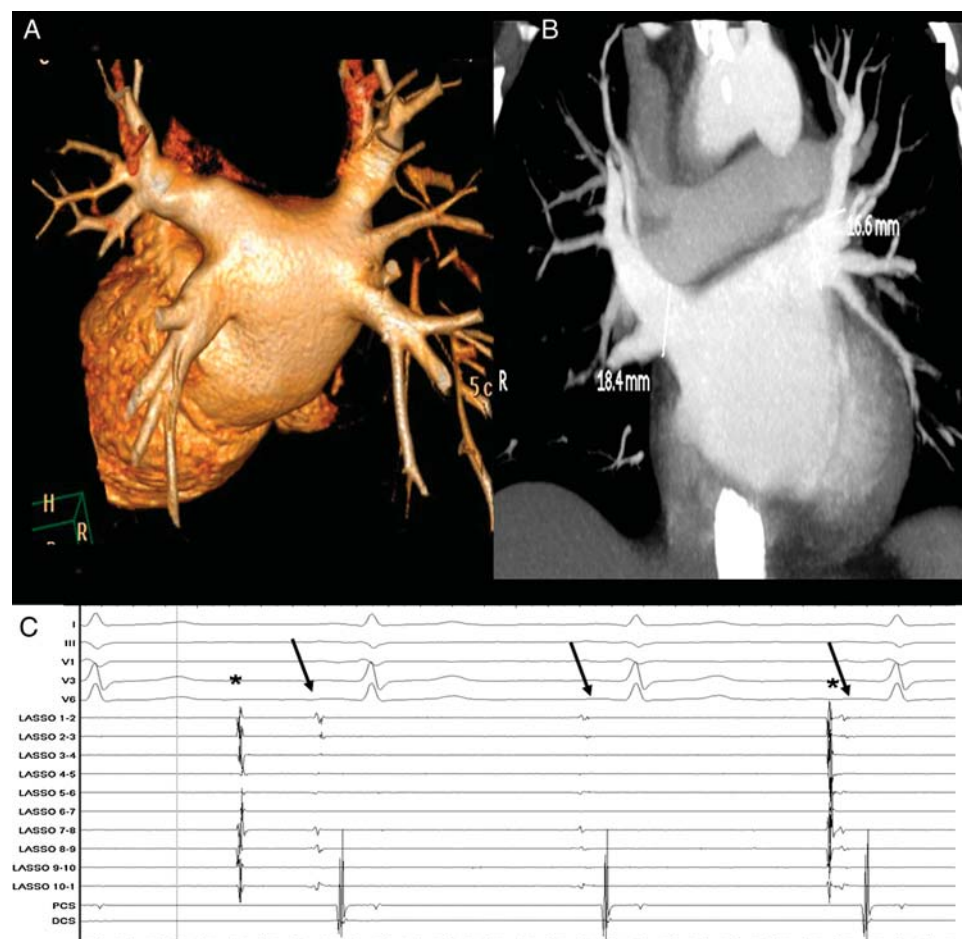 A
B
16.6 mm
18.4 mm
5 c
R
H
R
C
I
III
V1
V3
* *
V6
LASSO 1-2
LASSO 2-3
LASSO 3-4
LASSO 4-5
LASSO 5-6
LASSO 6-7
LASSO 7-8
LASSO 8-9
LASSO 9-10
LASSO 10-1
PCS
DCS